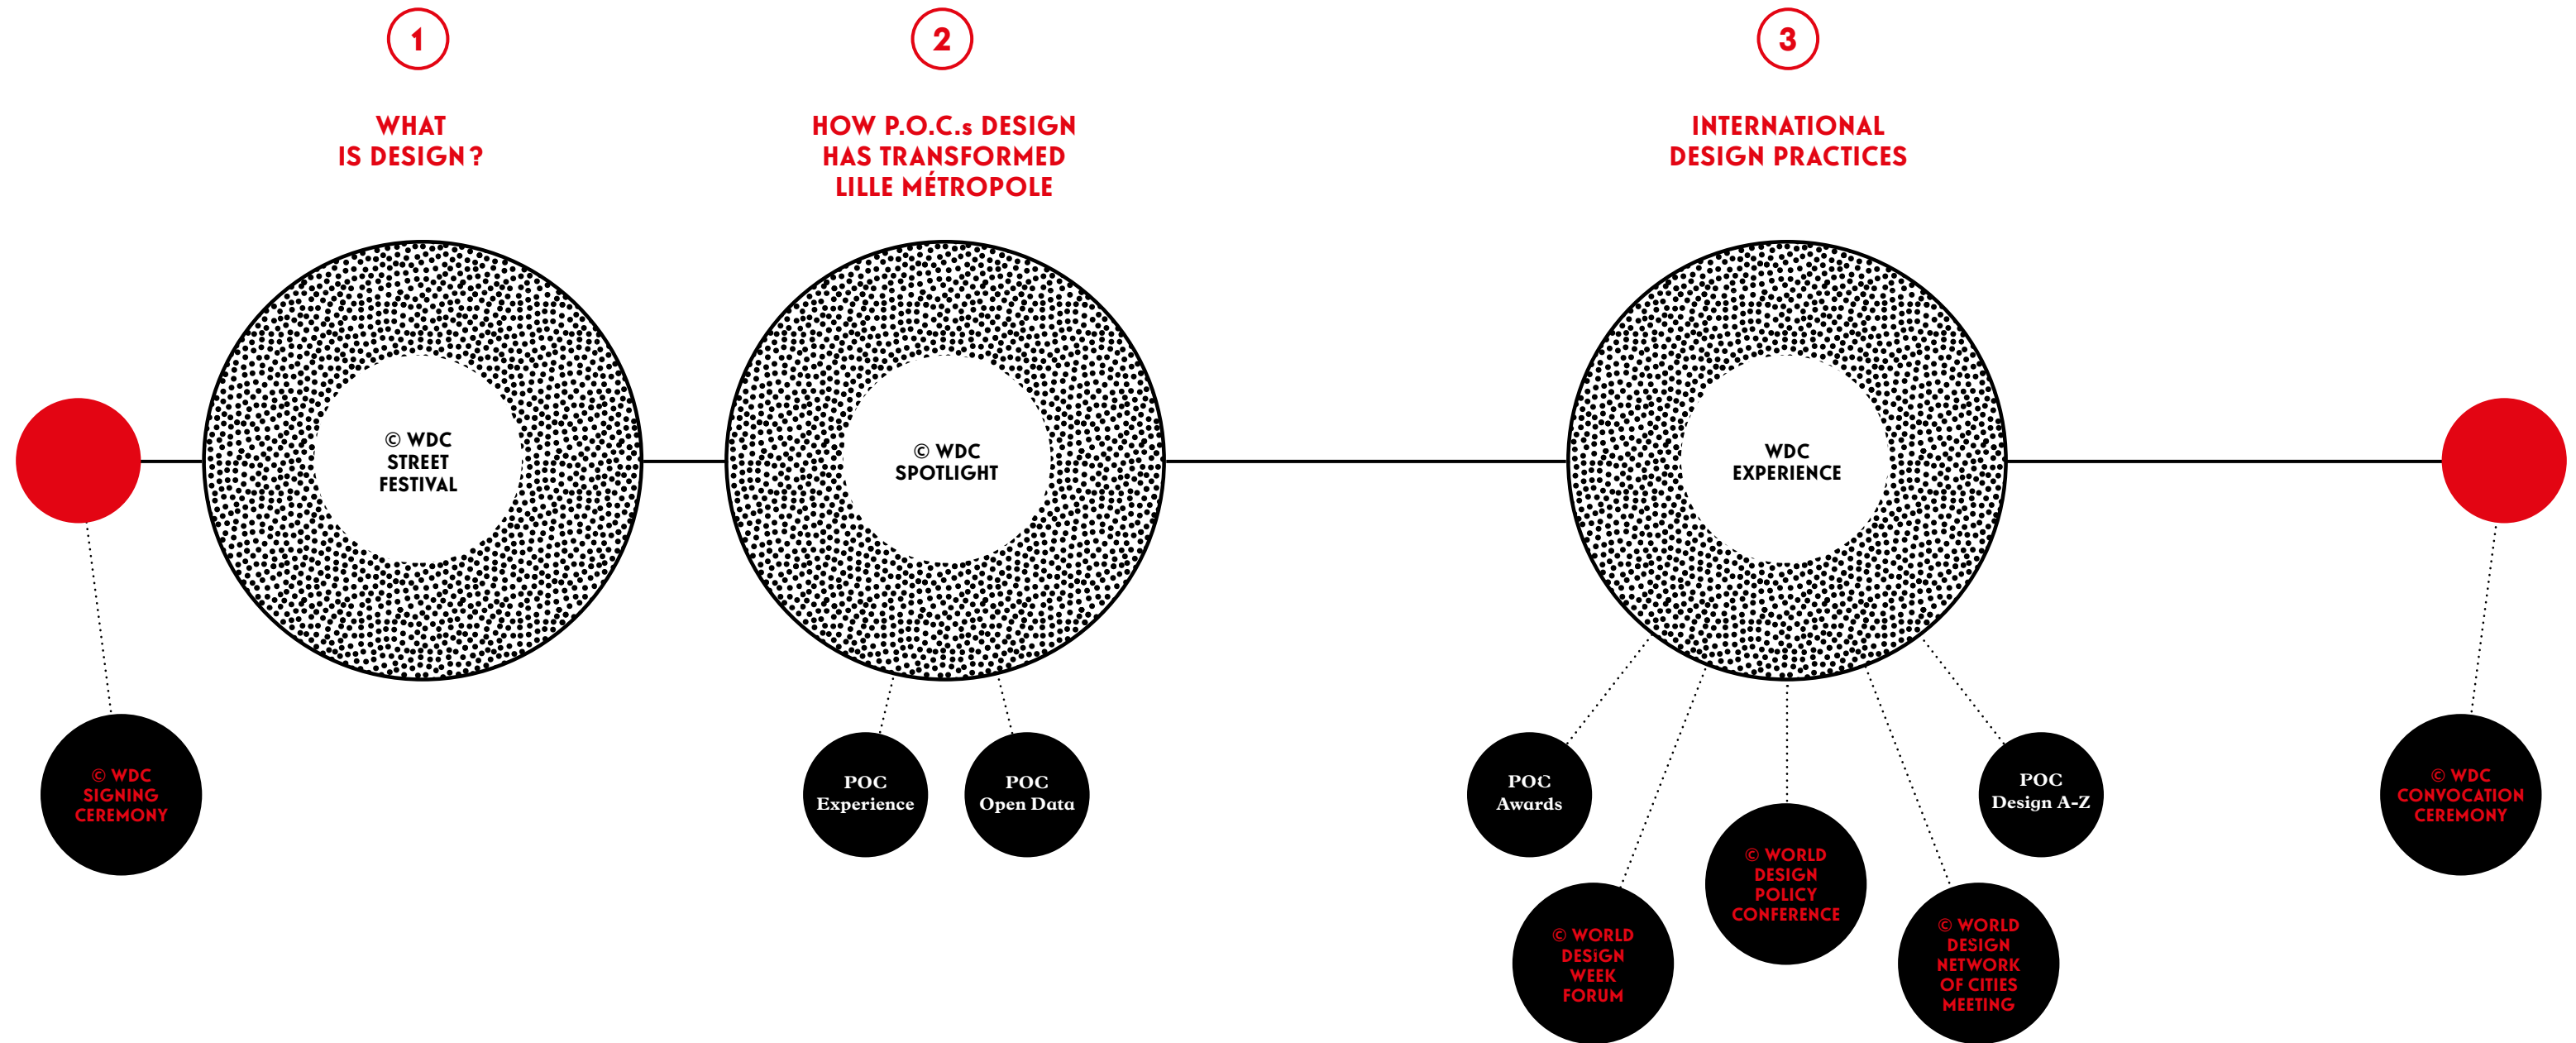 1
WHAT
IS DESIGN ?
2
HOW P.O.C.s DESIGN
HAS TRANSFORMED
LILLE MÉTROPOLE
3
INTERNATIONAL
DESIGN PRACTICES
© WDC
STREET
FESTIVAL
© WDC
SPOTLIGHT
WDC
EXPERIENCE
© WDC
SIGNING
CEREMONY
POC
Experience
POC
Open Data
POC
Awards
© WORLD
DESIGN
WEEK
FORUM
© WORLD
DESIGN
POLICY
CONFERENCE
© WORLD
DESIGN
NETWORK
OF CITIES
MEETING
POC
Design A-Z
© WDC
CONVOCATION
CEREMONY